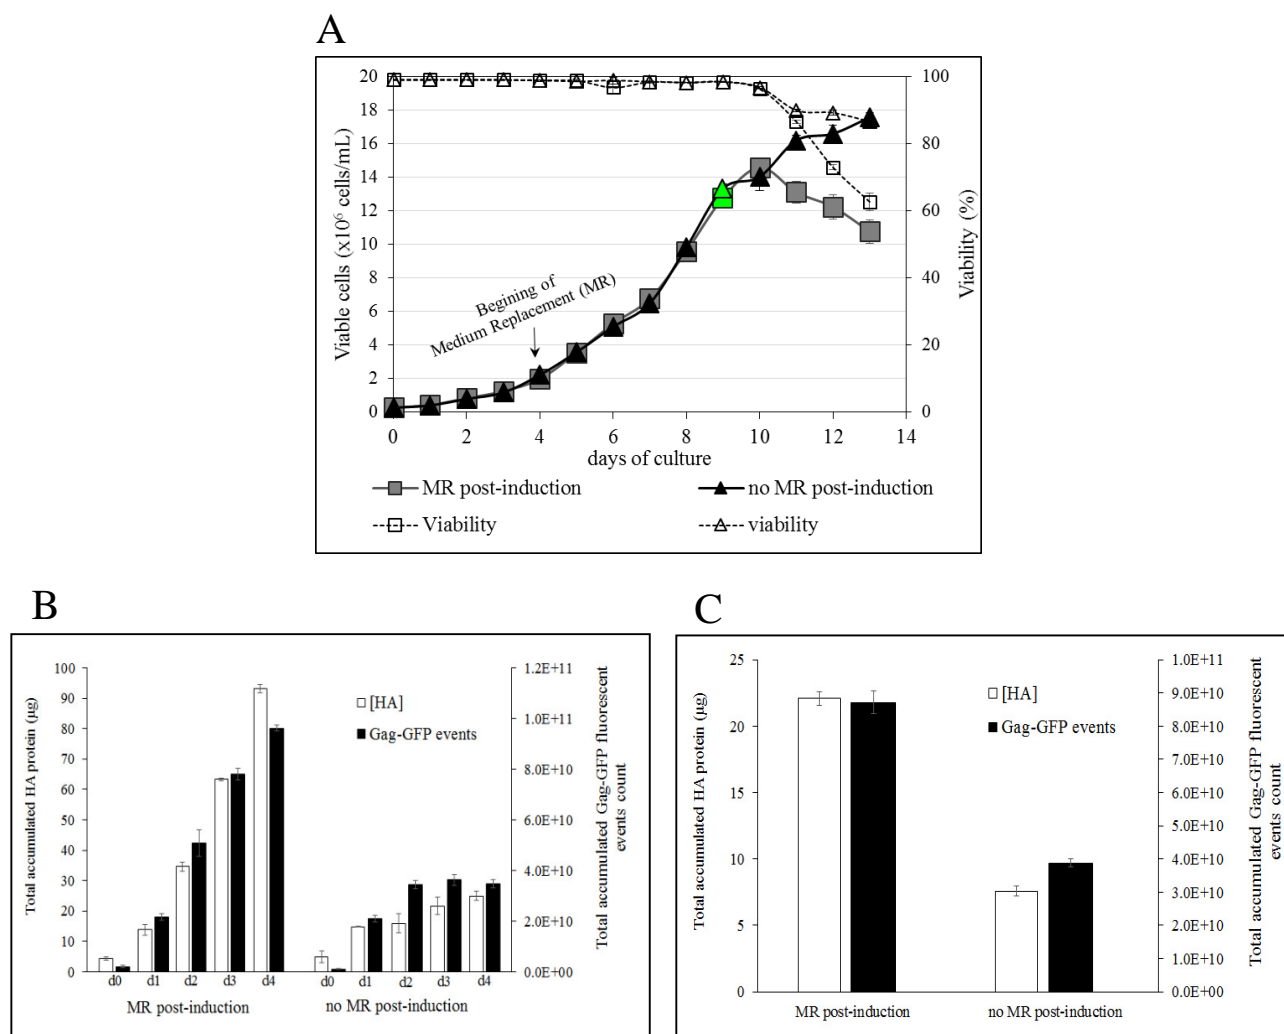 A
20
18
16
14
12
10
8
6
4
2
0
Viable cells (x10⁶ cells/mL)
100
80
60
40
20
0
Viability (%)
Begining of
Medium Replacement (MR)
0 2 4 6 8 10 12 14
days of culture
MR post-induction
no MR post-induction
Viability
viability
B
100
90
80
70
60
50
40
30
20
10
0
Total accumulated HA protein (µg)
[HA]
Gag-GFP events
1.2E+11
1.0E+11
8.0E+10
6.0E+10
4.0E+10
2.0E+10
0.0E+00
Total accumulated Gag-GFP fluorescent
events count
d0 d1 d2 d3 d4 d0 d1 d2 d3 d4
MR post-induction
no MR post-induction
C
25
20
15
10
5
0
Total accumulated HA protein (µg)
[HA]
Gag-GFP events
1.0E+11
9.0E+10
8.0E+10
7.0E+10
6.0E+10
5.0E+10
4.0E+10
3.0E+10
2.0E+10
1.0E+10
0.0E+00
Total accumulated Gag-GFP fluorescent
events count
MR post-induction
no MR post-induction